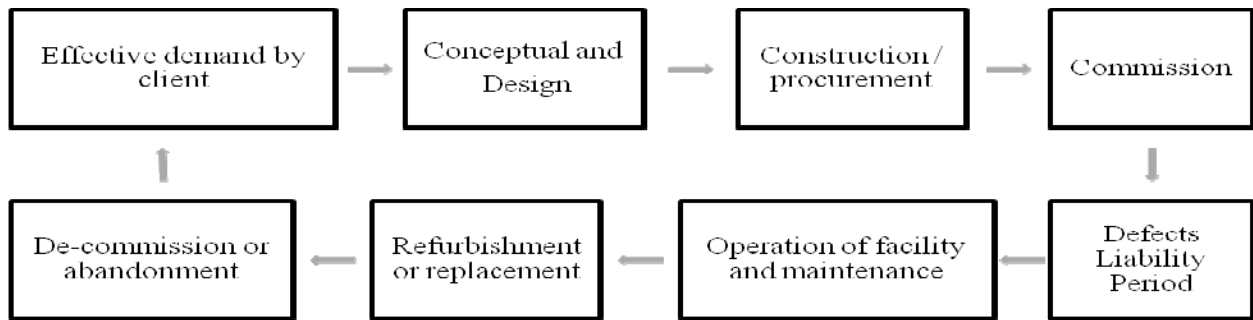 Effective demand by
client
Conceptual and
Design
Construction /
procurement
Commission
De-commission or
abandonment
Refurbishment
or replacement
Operation of facility
and maintenance
Defects
Liability
Period